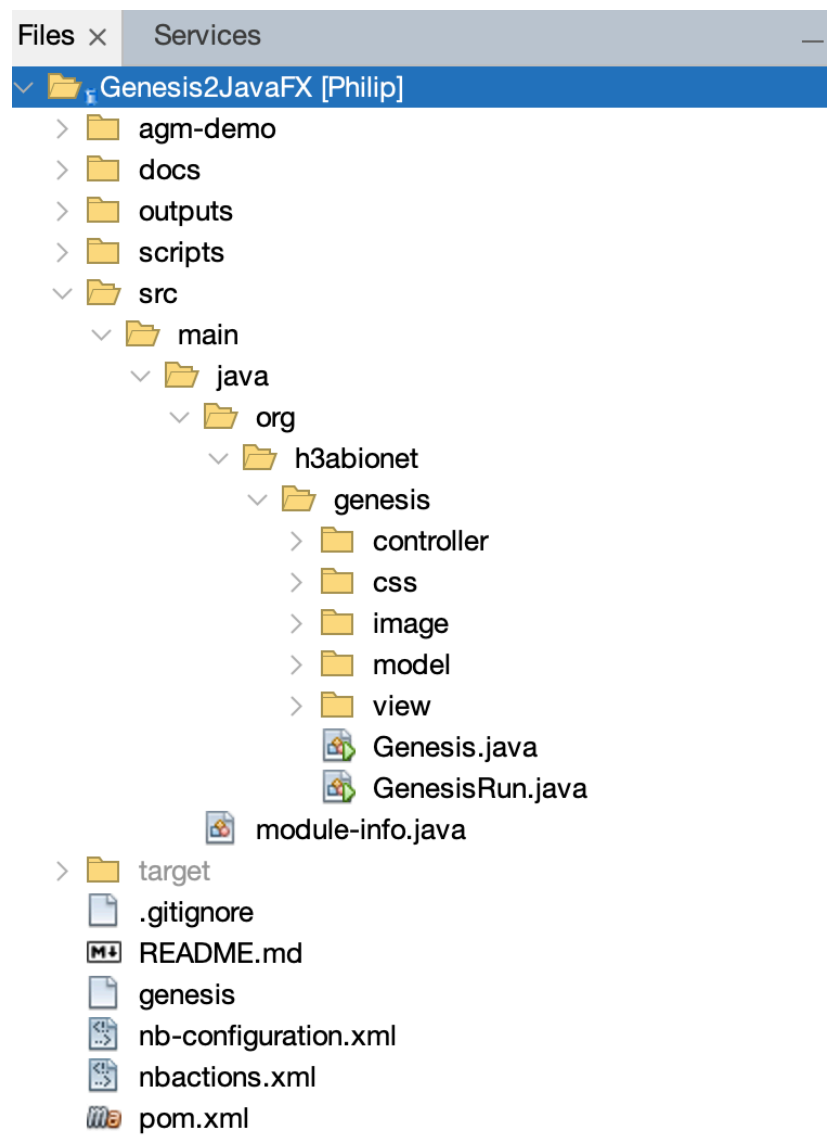 Files × Services
Genesis2JavaFX [Philip]
agm-demo
docs
outputs
scripts
src
main
java
org
h3abionet
genesis
controller
css
image
model
view
Genesis.java
GenesisRun.java
module-info.java
target
.gitignore
README.md
genesis
nb-configuration.xml
nbactions.xml
pom.xml